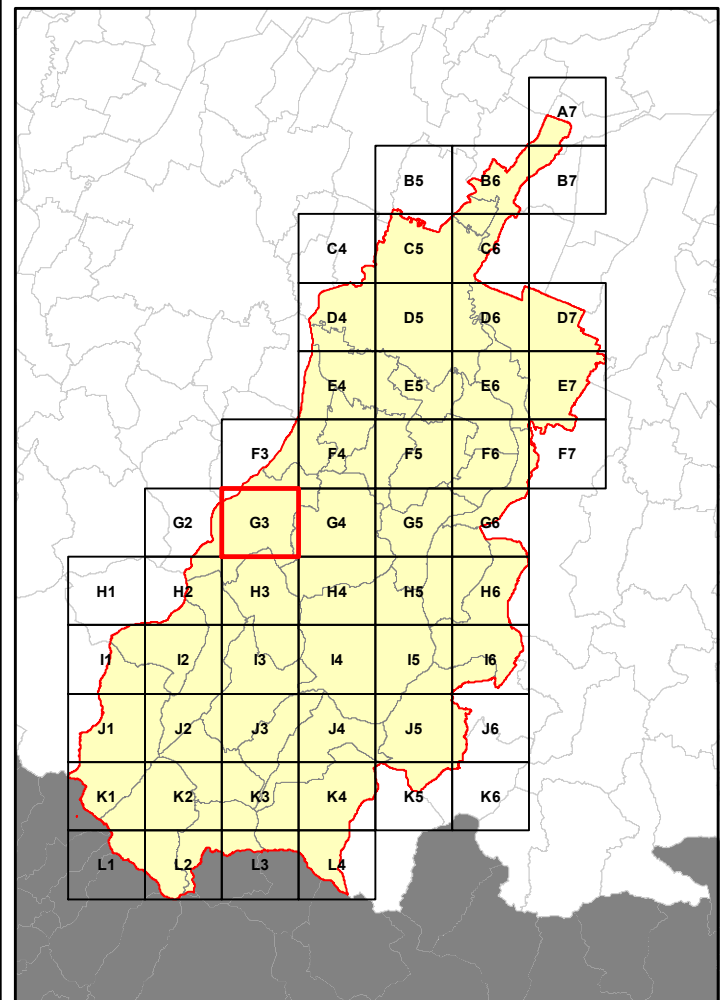 A7
B5 B6 B7
C4 C5 C6
D4 D5 D6 D7
E4 E5 E6 E7
F3 F4 F5 F6 F7
G2 G3 G4 G5 G6
H1 H2 H3 H4 H5 H6
I1 I2 I3 I4 I5 I6
J1 J2 J3 J4 J5 J6
K1 K2 K3 K4 K5 K6
L1 L2 L3 L4